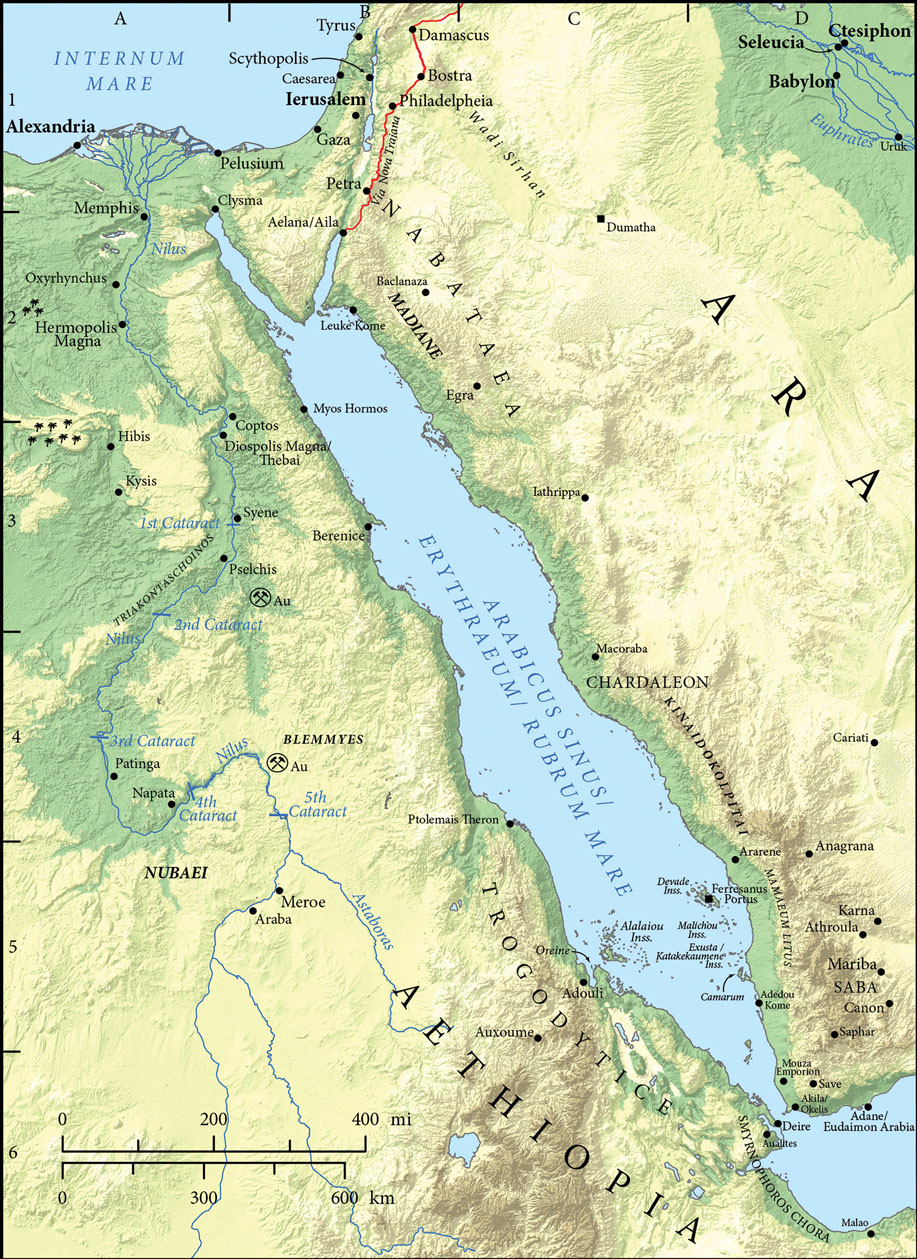 A
B
C
D
1
2
3
4
5
6
INTERNUM
MARE
Tyrus
Damascus
Scythopolis
Caesarea
Bostra
Ierusalem
Philadelpheia
Alexandria
Gaza
Pelusium
Via Nova Traiana
Wadi Sirhan
Seleucia
Ctesiphon
Babylon
Euphrates
Uruk
Petra
Memphis
Clysma
Aelana/Aila
Nilus
Dumatha
Oxyrhynchus
Baclanaza
NABATAEA
MADIANE
Hermopolis
Magna
Leuke Kome
ARA
Egra
Myos Hormos
Coptos
Diospolis Magna/
Thebai
Hibis
Kysis
Iathrippa
Syene
1st Cataract
Berenice
TRIAKONTASCHOINOS
Pselchis
Au
2nd Cataract
Nilus
ARABICUS SINUS/
ERYTHRAEUM/ RUBRUM MARE
Macoraba
CHARDALEON
KINAIDOKOLPITAI
3rd Cataract
Patinga
Napata
Nilus
BLEMMYES
Au
4th
Cataract
5th
Cataract
Cariati
Ptolemais Theron
NUBAEI
Ararene
Anagrana
MAMAEUM LITUS
Meroe
Araba
Astaboras
TROGODYTICE
Devade
Inss.
Ferresanus
Portus
Alalaiou
Inss.
Malichou
Inss.
Exusta /
Katakekaumene
Inss.
Oreine
Karna
Athroula
Mariba
SABA
Canon
Camarum
Adedou
Kome
Adouli
Saphar
Auxoume
AETHIOPIA
Mouza
Emporion
Save
Akila/
Okelis
Adane/
Eudaimon Arabia
Deire
Aualites
SMYRNOPHOROS CHORA
Malao
0 200 400 mi
0 300 600 km